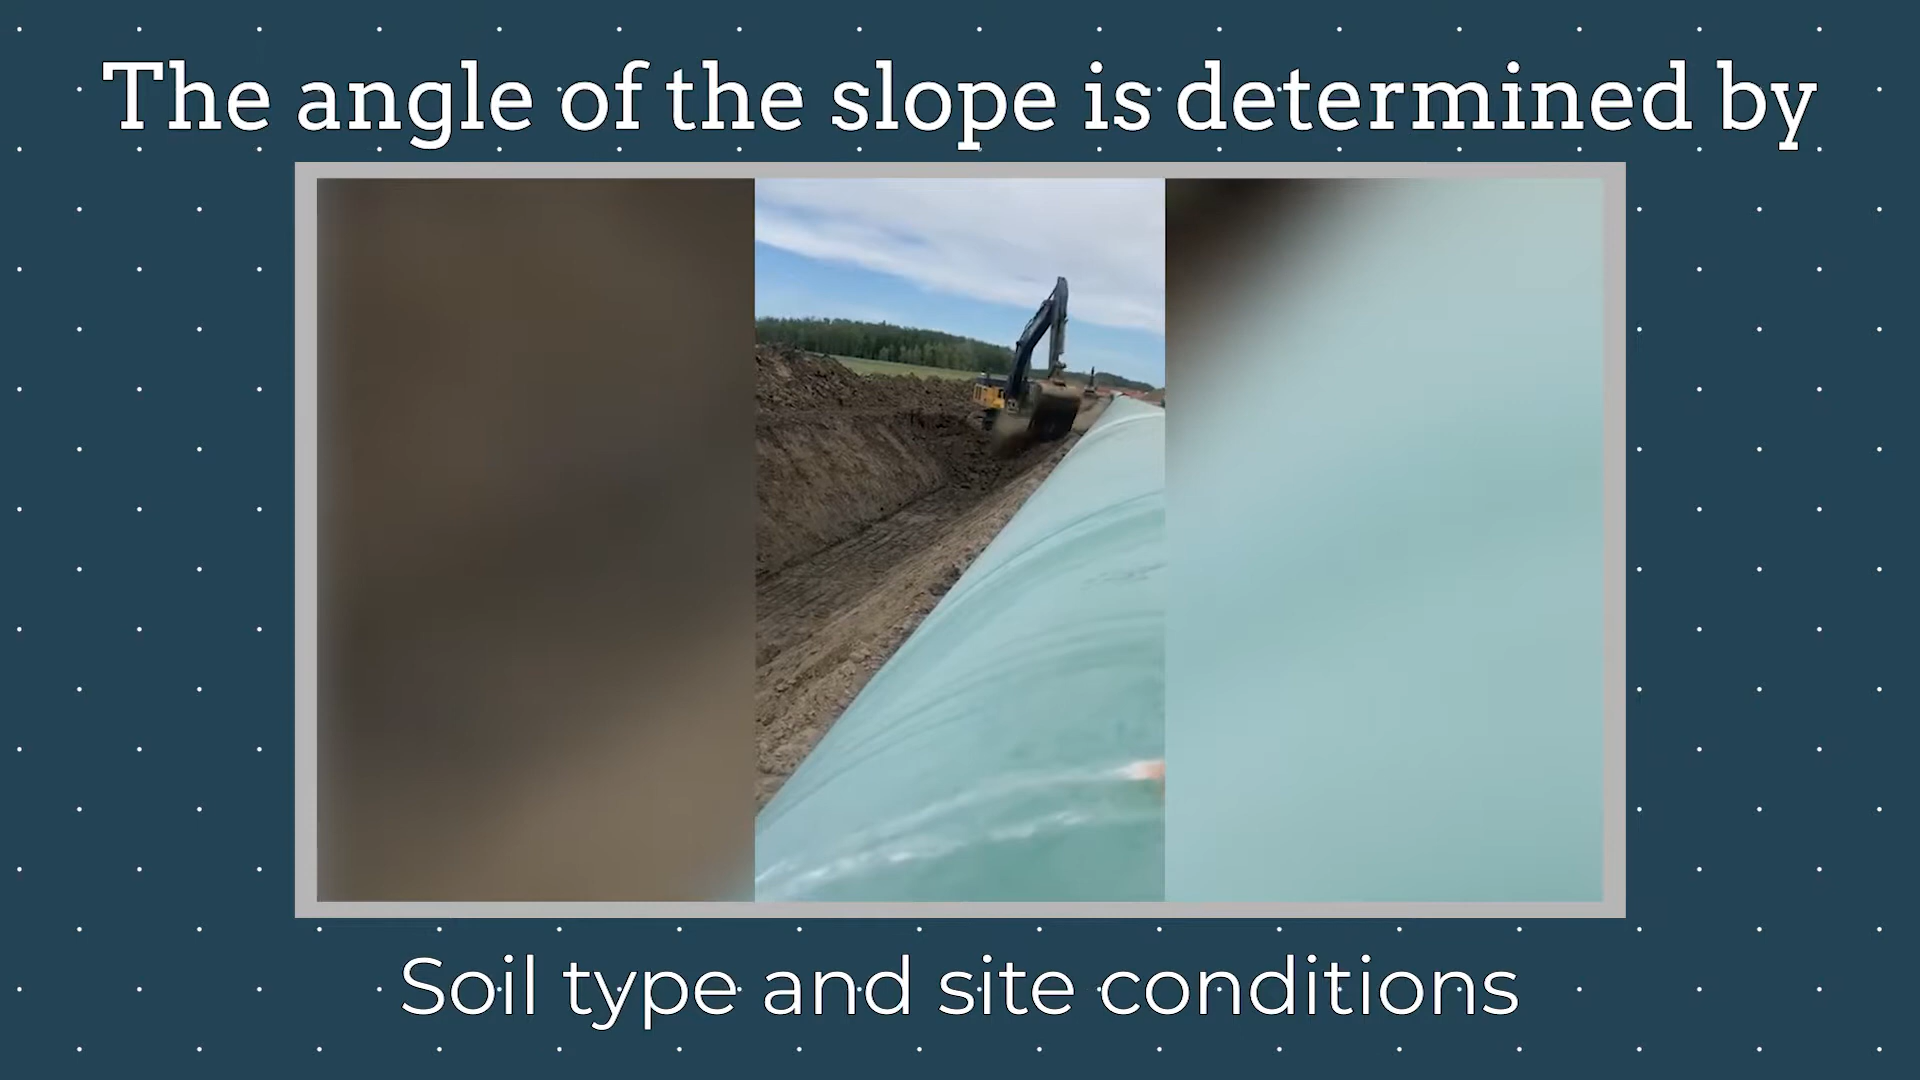 The angle of the slope is determined by
Soil type and site conditions